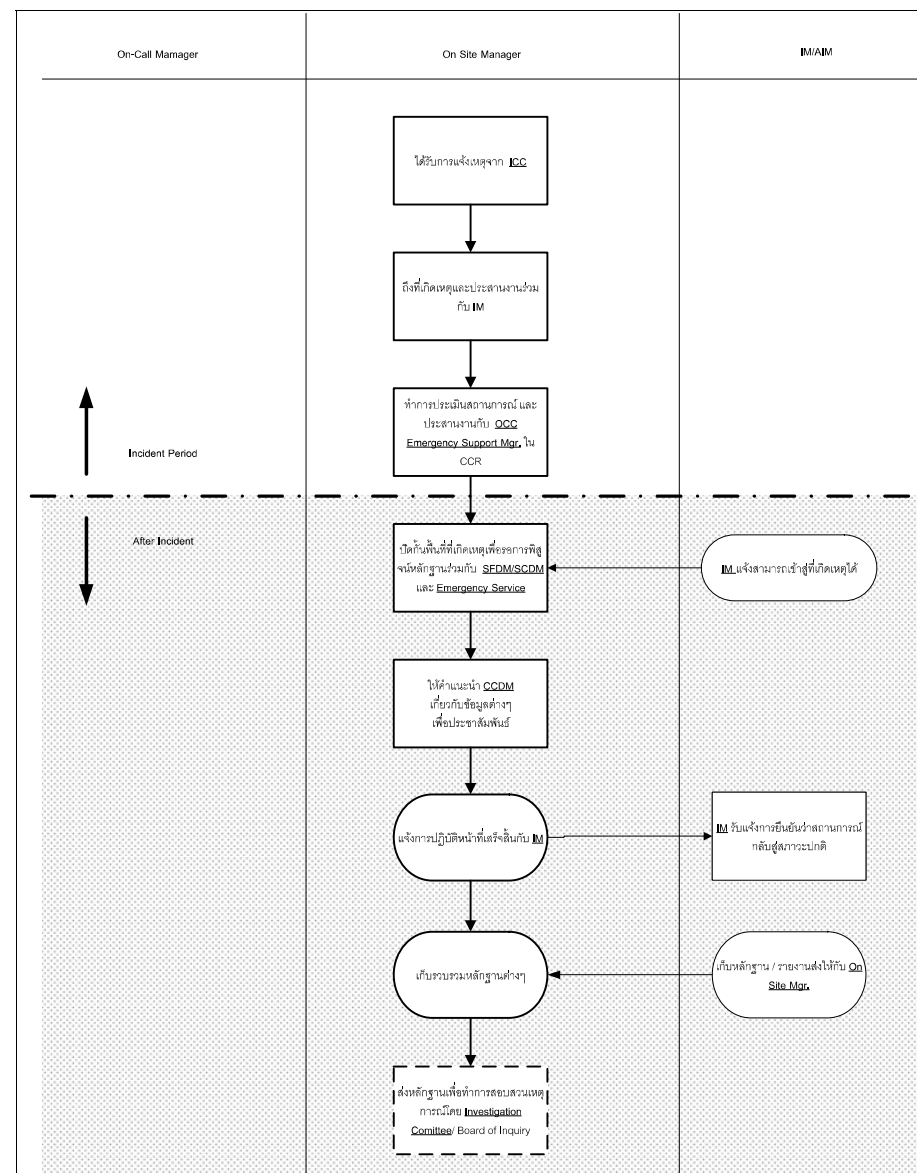 On-Call Mamager
On Site Manager
IM/AIM
ได้รับการแจ้งเหตุจาก ICC
ถึงที่เกิดเหตุและประสานงานร่วม
กับ IM
ทำการประเมินสถานการณ์ และ
ประสานงานกับ OCC
Emergency Support Mgr. ใน
CCR
Incident Period
After Incident
ปิดกั้นพื้นที่ที่เกิดเหตุเพื่อรอการพิสู
จน์หลักฐานร่วมกับ SFDM/SCDM
และ Emergency Service
IM แจ้งสามารถเข้าสู่ที่เกิดเหตุได้
ให้คำแนะนำ CCDM
เกี่ยวกับข้อมูลต่างๆ
เพื่อประชาสัมพันธ์
แจ้งการปฏิบัติหน้าที่เสร็จสิ้นกับ IM
IM รับแจ้งการยืนยันว่าสถานการณ์
กลับสู่สภาวะปกติ
เก็บรวบรวมหลักฐานต่างๆ
เก็บหลักฐาน / รายงานส่งให้กับ On
Site Mgr.
ส่งหลักฐานเพื่อทำการสอบสวนเหตุ
การณ์โดย Investigation
Comittee/ Board of Inquiry